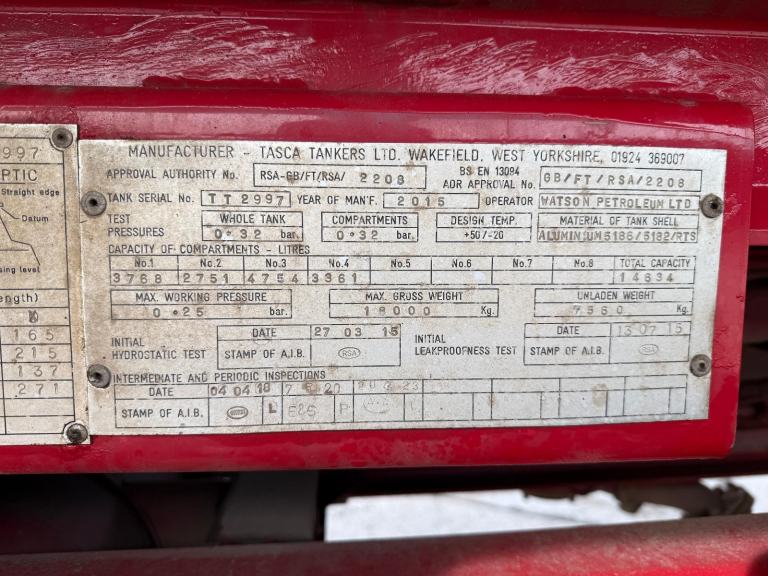 2997
PTIC
Straight edge
Datum
sing level
ength)
165
215
137
271
MANUFACTURER - TASCA TANKERS LTD. WAKEFIELD, WEST YORKSHIRE, 01924 369007
APPROVAL AUTHORITY No. RSA-GB/FT/RSA/ 2208 BS EN 13094 ADR APPROVAL No. GB/FT/RSA/2208
TANK SERIAL No. TT2997 YEAR OF MAN'F. 2015 OPERATOR WATSON PETROLEUM LTD
TEST PRESSURES WHOLE TANK 0.32 bar. COMPARTMENTS 0.32 bar. DESIGN TEMP. +50/-20 MATERIAL OF TANK SHELL ALUMINIUM5186/5182/RTS
CAPACITY OF COMPARTMENTS - LITRES
No.1 No.2 No.3 No.4 No.5 No.6 No.7 No.8 TOTAL CAPACITY
3768 2751 4754 3361 14634
MAX. WORKING PRESSURE MAX. GROSS WEIGHT UNLADEN WEIGHT
0.25 bar. 18000 Kg. 7560 Kg.
INITIAL HYDROSTATIC TEST DATE 27 03 15 INITIAL LEAKPROOFNESS TEST DATE 13 07 15
STAMP OF A.I.B. RSA STAMP OF A.I.B. RSA
INTERMEDIATE AND PERIODIC INSPECTIONS
DATE 04 04 18
STAMP OF A.I.B. L P